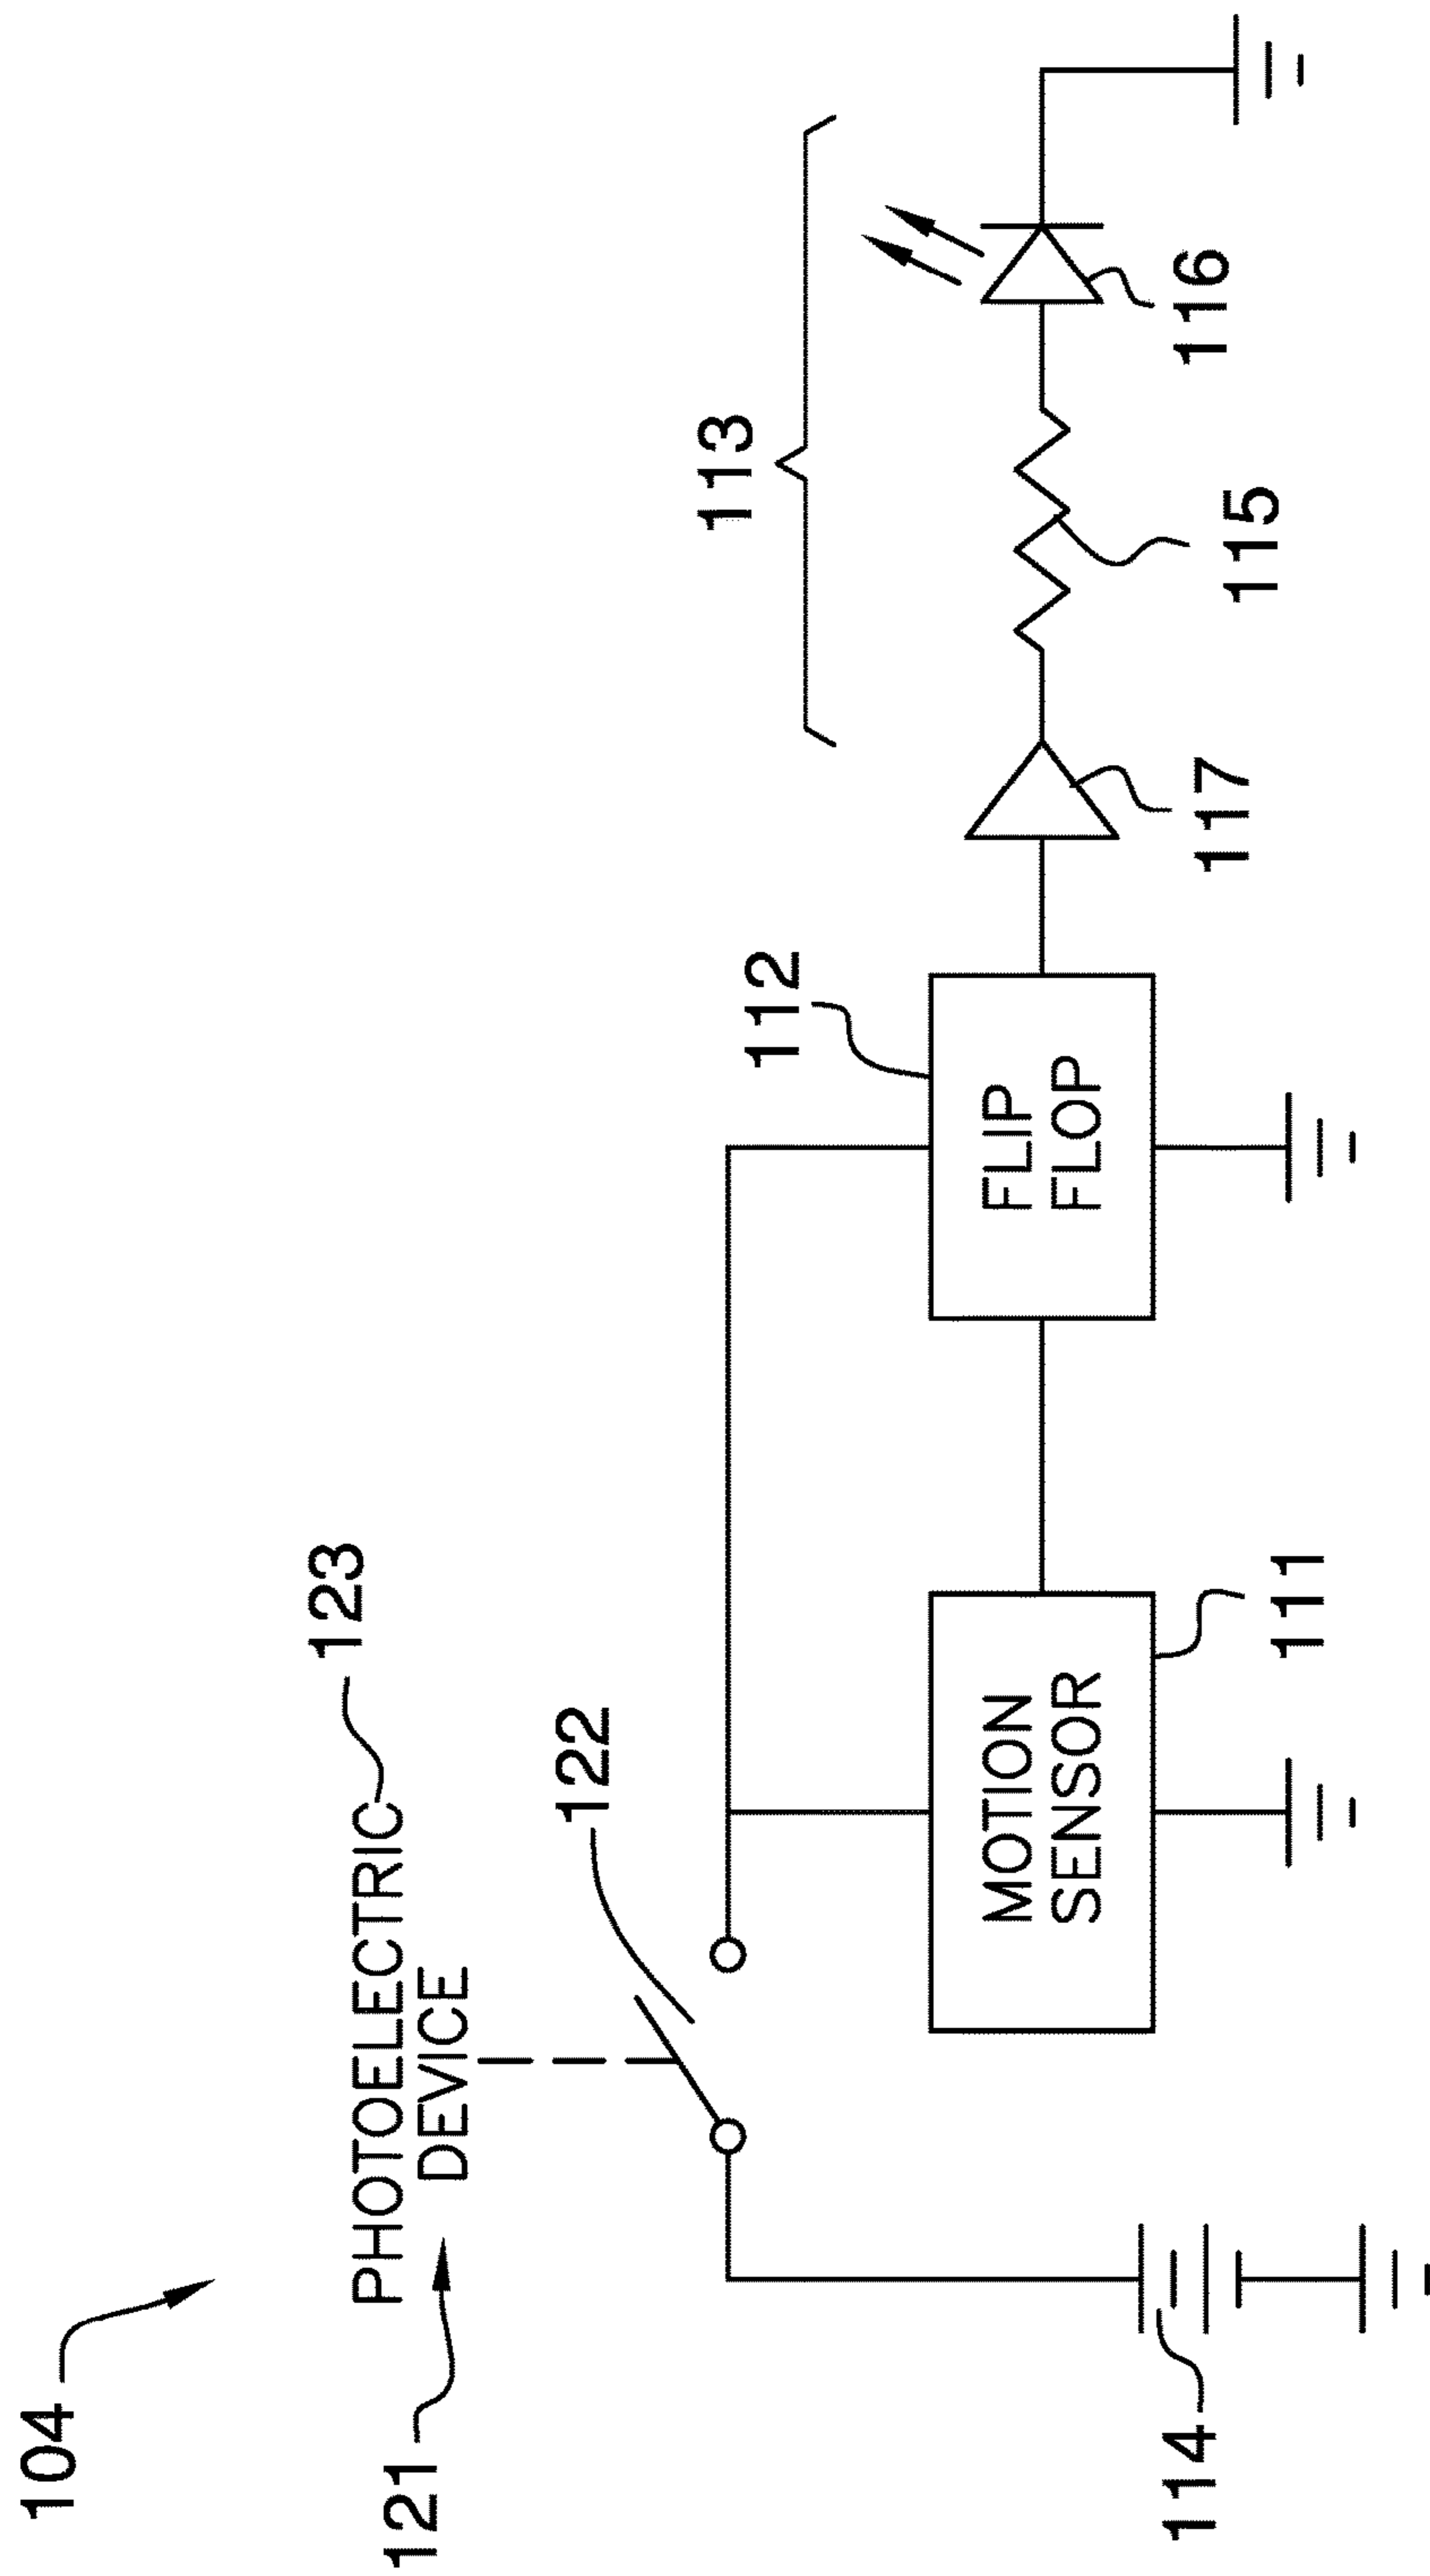 104
121
PHOTOELECTRIC
DEVICE
123
122
114
MOTION
SENSOR
111
FLIP
FLOP
112
117
113
115
116